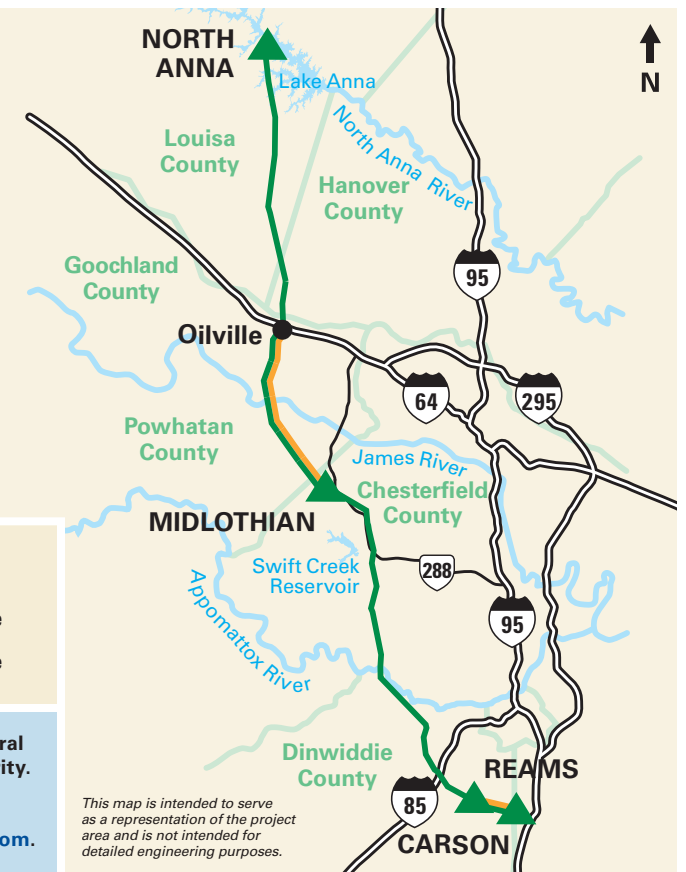 NORTH
ANNA
N
Lake Anna
Louisa
County
North Anna River
Hanover
County
Goochland
County
95
Oilville
64
295
Powhatan
County
James River
Chesterfield
County
MIDLOTHIAN
Swift Creek
Reservoir
288
Appomattox River
95
e
e
ral
ity.
om.
Dinwiddie
County
REAMS
85
CARSON
This map is intended to serve
as a representation of the project
area and is not intended for
detailed engineering purposes.